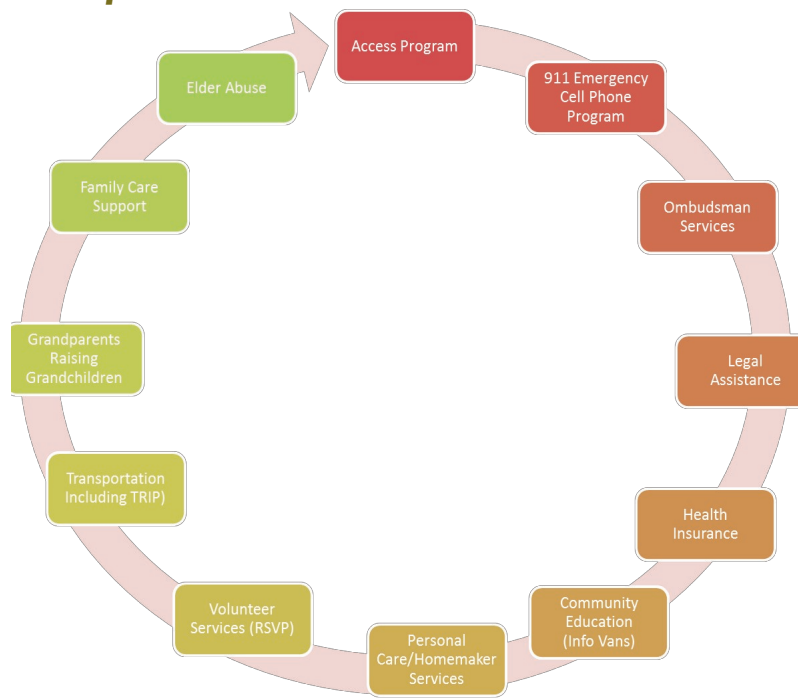 Access Program
911 Emergency
Cell Phone
Program
Ombudsman
Services
Legal
Assistance
Health
Insurance
Community
Education
(Info Vans)
Personal
Care/Homemaker
Services
Volunteer
Services (RSVP)
Transportation
Including TRIP)
Grandparents
Raising
Grandchildren
Family Care
Support
Elder Abuse